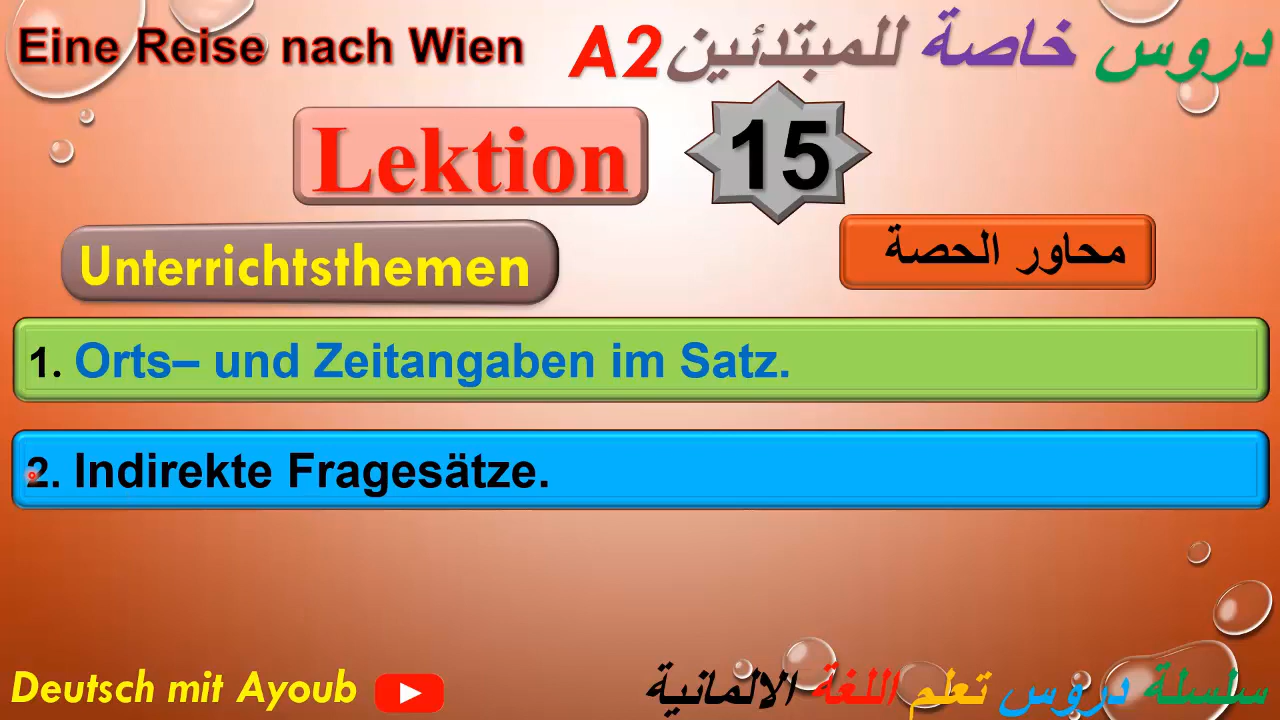 Eine Reise nach Wien
دروس خاصة للمبتدئين A2
Lektion 15
Unterrichtsthemen
محاور الحصة
1. Orts– und Zeitangaben im Satz.
2. Indirekte Fragesätze.
Deutsch mit Ayoub
سلسلة دروس تعلم اللغة الالمانية